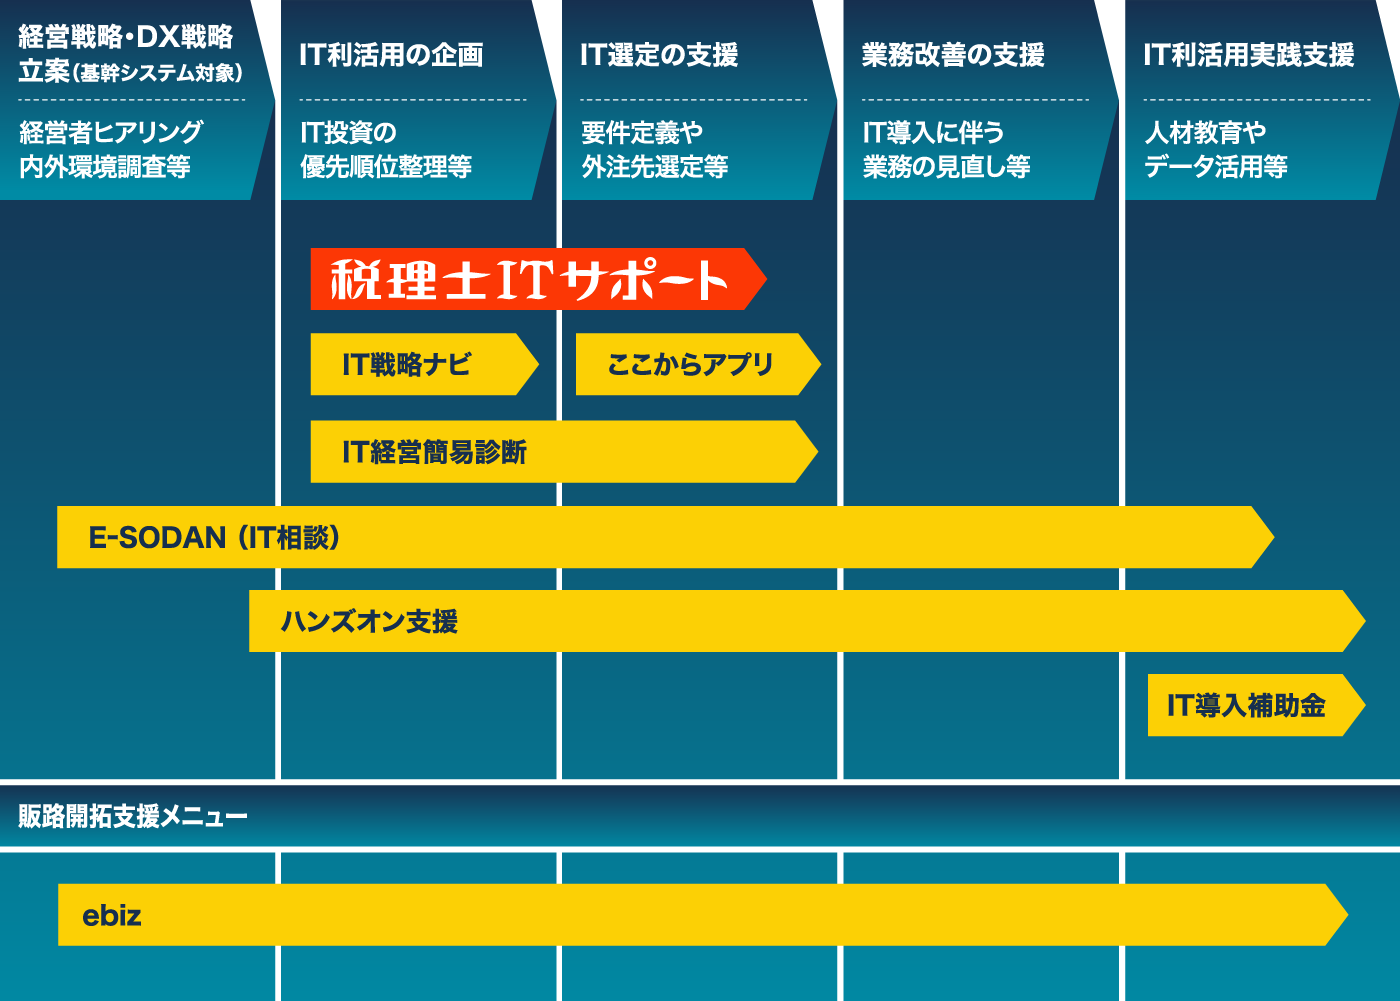 経営戦略・DX戦略
立案（基幹システム対象）
経営者ヒアリング
内外環境調査等
IT利活用の企画
IT投資の
優先順位整理等
IT選定の支援
要件定義や
外注先選定等
業務改善の支援
IT導入に伴う
業務の見直し等
IT利活用実践支援
人材教育や
データ活用等
税理士ITサポート
IT戦略ナビ
ここからアプリ
IT経営簡易診断
E-SODAN（IT相談）
ハンズオン支援
IT導入補助金
販路開拓支援メニュー
ebiz